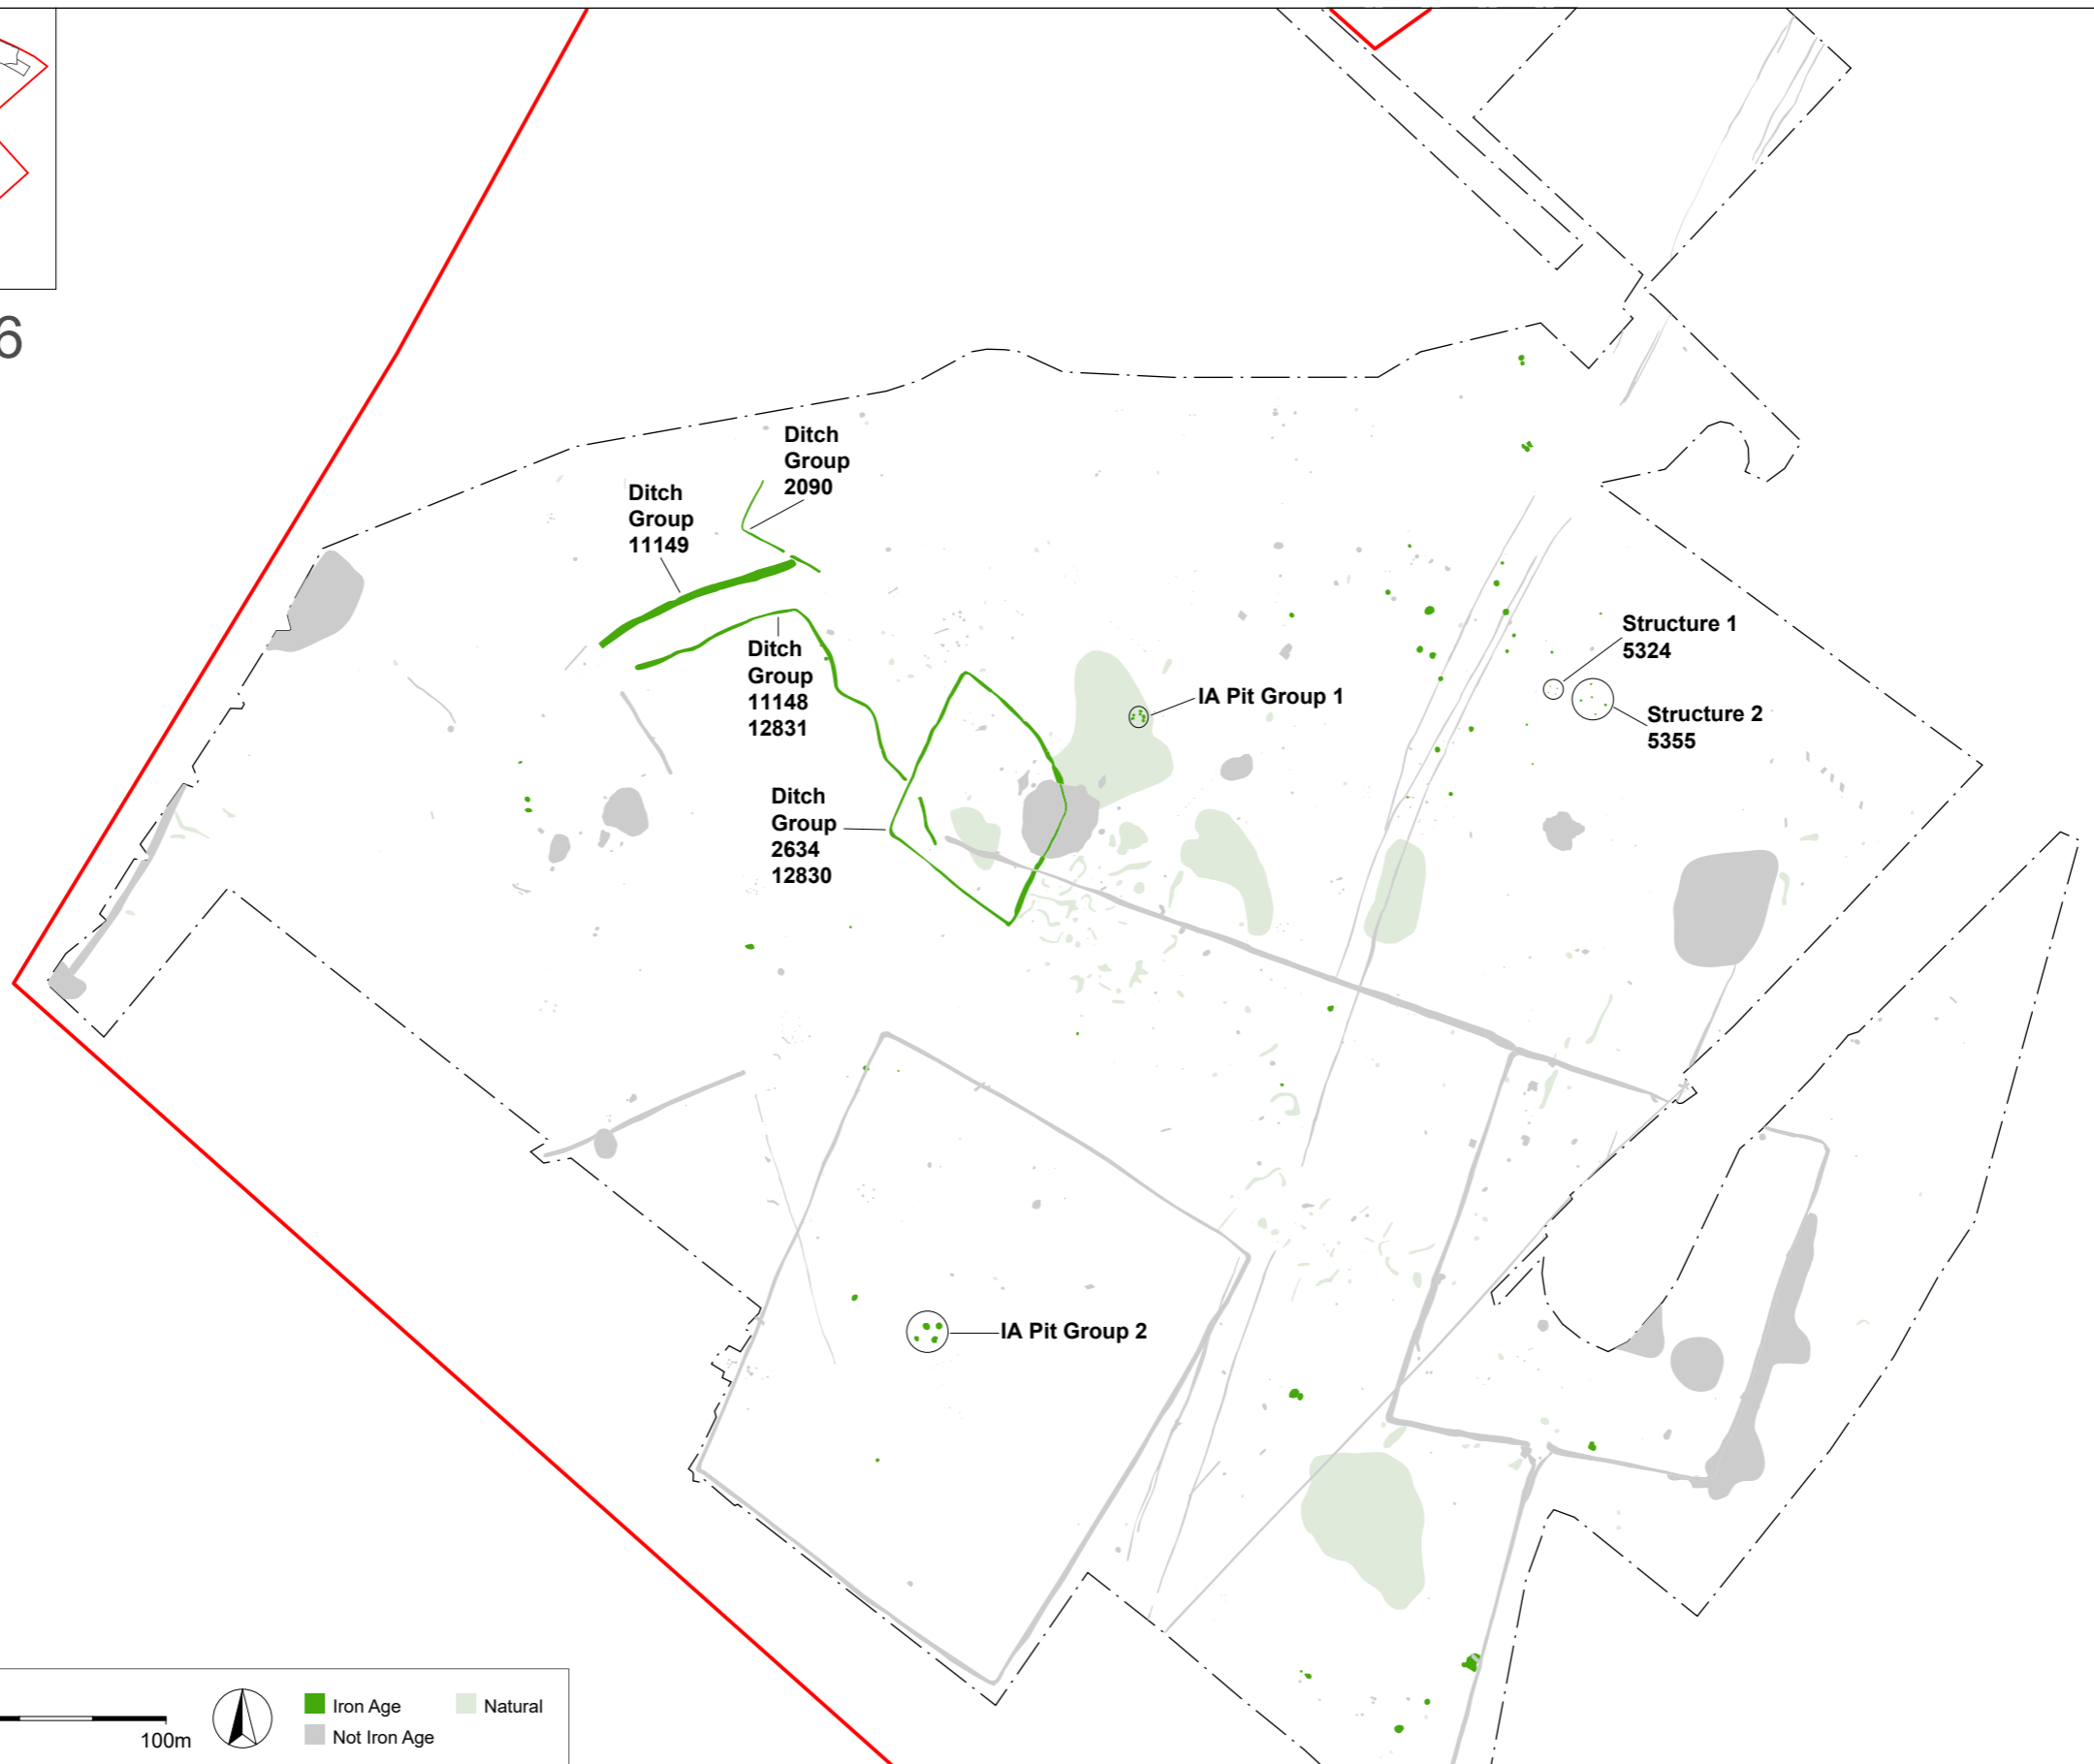 6
Ditch
Group
2090
Ditch
Group
11149
Ditch
Group
11148
12831
Structure 1
5324
IA Pit Group 1
Structure 2
5355
Ditch
Group
2634
12830
IA Pit Group 2
100m
Iron Age
Natural
Not Iron Age